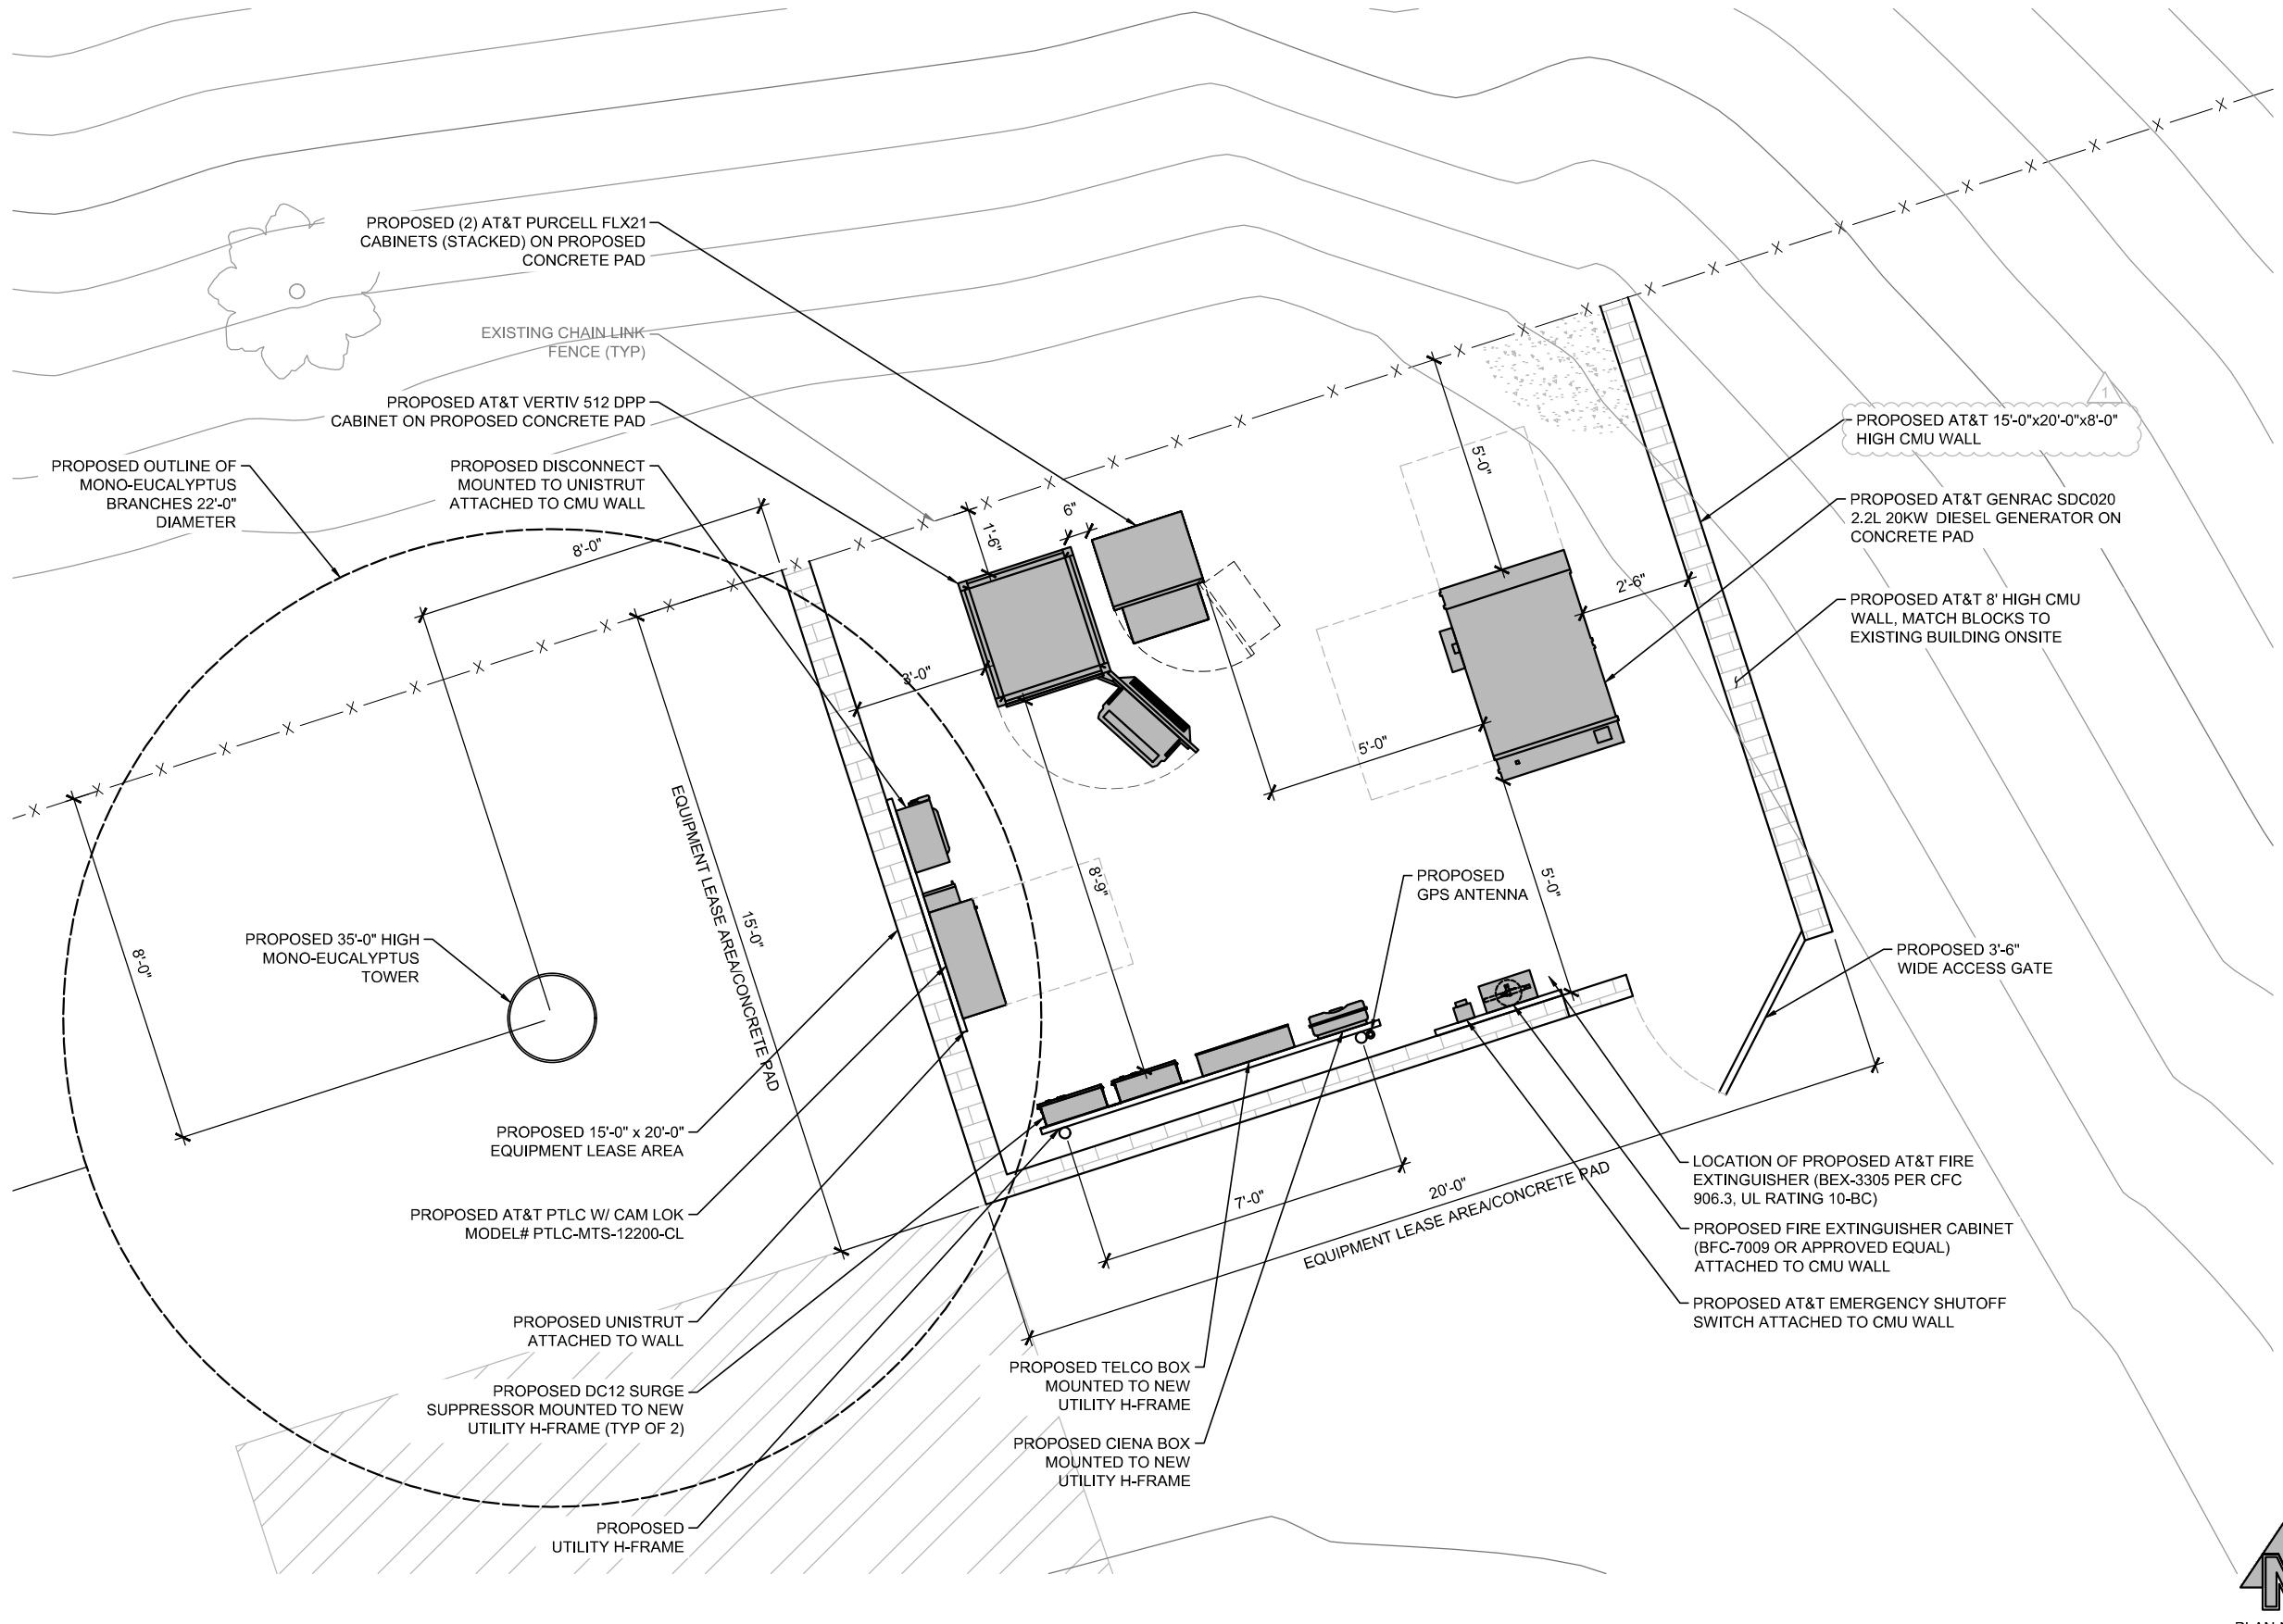 PROPOSED (2) AT&T PURCELL FLX21
CABINETS (STACKED) ON PROPOSED
CONCRETE PAD
EXISTING CHAIN LINK
FENCE (TYP)
PROPOSED AT&T VERTIV 512 DPP
CABINET ON PROPOSED CONCRETE PAD
PROPOSED OUTLINE OF
MONO-EUCALYPTUS
BRANCHES 22'-0"
DIAMETER
PROPOSED DISCONNECT
MOUNTED TO UNISTRUT
ATTACHED TO CMU WALL
1
PROPOSED AT&T 15'-0"x20'-0"x8'-0"
HIGH CMU WALL
PROPOSED AT&T GENRAC SDC020
2.2L 20KW DIESEL GENERATOR ON
CONCRETE PAD
PROPOSED AT&T 8' HIGH CMU
WALL, MATCH BLOCKS TO
EXISTING BUILDING ONSITE
8'-0"
1'-6"
6"
5'-0"
2'-6"
3'-0"
5'-0"
8'-9"
5'-0"
8'-0"
15'-0"
EQUIPMENT LEASE AREA/CONCRETE PAD
PROPOSED
GPS ANTENNA
PROPOSED 35'-0" HIGH
MONO-EUCALYPTUS
TOWER
PROPOSED 3'-6"
WIDE ACCESS GATE
PROPOSED 15'-0" x 20'-0"
EQUIPMENT LEASE AREA
PROPOSED AT&T PTLC W/ CAM LOK
MODEL# PTLC-MTS-12200-CL
7'-0"
20'-0"
EQUIPMENT LEASE AREA/CONCRETE PAD
LOCATION OF PROPOSED AT&T FIRE
EXTINGUISHER (BEX-3305 PER CFC
906.3, UL RATING 10-BC)
PROPOSED FIRE EXTINGUISHER CABINET
(BFC-7009 OR APPROVED EQUAL)
ATTACHED TO CMU WALL
PROPOSED AT&T EMERGENCY SHUTOFF
SWITCH ATTACHED TO CMU WALL
PROPOSED UNISTRUT
ATTACHED TO WALL
PROPOSED DC12 SURGE
SUPPRESSOR MOUNTED TO NEW
UTILITY H-FRAME (TYP OF 2)
PROPOSED TELCO BOX
MOUNTED TO NEW
UTILITY H-FRAME
PROPOSED CIENA BOX
MOUNTED TO NEW
UTILITY H-FRAME
PROPOSED
UTILITY H-FRAME